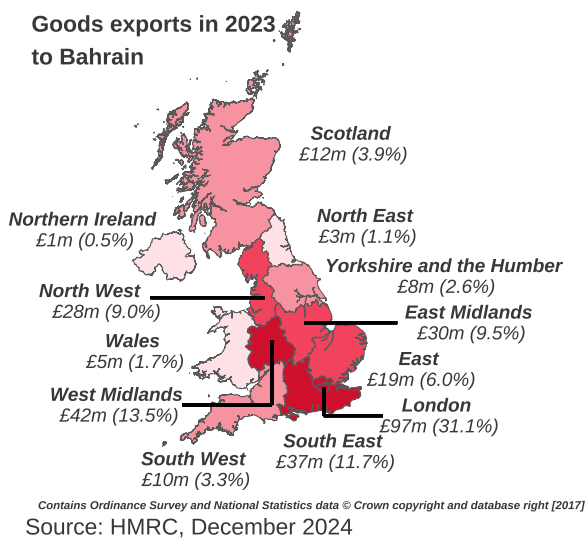 Goods exports in 2023
to Bahrain
Scotland
£12m (3.9%)
Northern Ireland
£1m (0.5%)
North East
£3m (1.1%)
Yorkshire and the Humber
£8m (2.6%)
North West
£28m (9.0%)
East Midlands
£30m (9.5%)
Wales
£5m (1.7%)
East
£19m (6.0%)
West Midlands
£42m (13.5%)
London
£97m (31.1%)
South East
£37m (11.7%)
South West
£10m (3.3%)
Contains Ordinance Survey and National Statistics data © Crown copyright and database right [2017]
Source: HMRC, December 2024